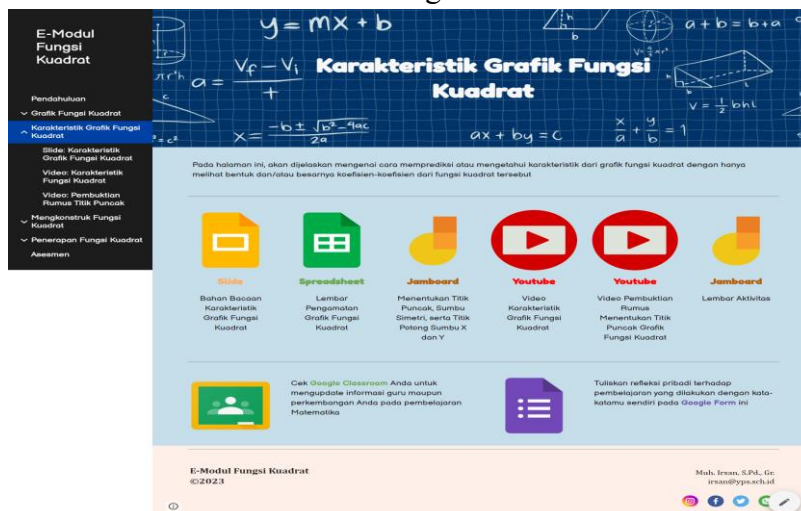 E-Modul
Fungsi
Kuadrat
Pendahuluan
Grafik Fungsi Kuadrat
Karakteristik Grafik Fungsi
Kuadrat
Slide: Karakteristik
Grafik Fungsi Kuadrat
Video: Karakteristik
Fungsi Kuadrat
Video: Pembuktian
Rumus Titik Puncak
Mengkonstruk Fungsi
Kuadrat
Penerapan Fungsi Kuadrat
Asesmen
y = mx + b
a + b = b + a
a = Vf - Vi / t
Karakteristik Grafik Fungsi
Kuadrat
V = 1/2 bhl
x = -b ± √b²-4ac / 2a
ax + by = c
x/a + y/b = 1
Pada halaman ini, akan dijelaskan mengenai cara memprediksi atau mengetahui karakteristik dari grafik fungsi kuadrat dengan hanya
melihat bentuk dan/atau besarnya koefisien-koefisien dari fungsi kuadrat tersebut
Slide
Bahan Bacaan
Karakteristik
Grafik Fungsi
Kuadrat
Spreadsheet
Lembar
Pengamatan
Grafik Fungsi
Kuadrat
Jamboard
Menentukan Titik
Puncak, Sumbu
Simetri, serta Titik
Potong Sumbu X
dan Y
Youtube
Video
Karakteristik
Grafik Fungsi
Kuadrat
Youtube
Video Pembuktian
Rumus
Menentukan Titik
Puncak Grafik
Fungsi Kuadrat
Jamboard
Lembar Aktivitas
Cek Google Classroom Anda untuk
mengupdate informasi guru maupun
perkembangan Anda pada pembelajaran
Matematika
Tuliskan refleksi pribadi terhadap
pembelajaran yang dilakukan dengan kata-
katamu sendiri pada Google Form ini
E-Modul Fungsi Kuadrat
©2023
Muh. Irsan, S.Pd., Gr.
irsan@yps.sch.id